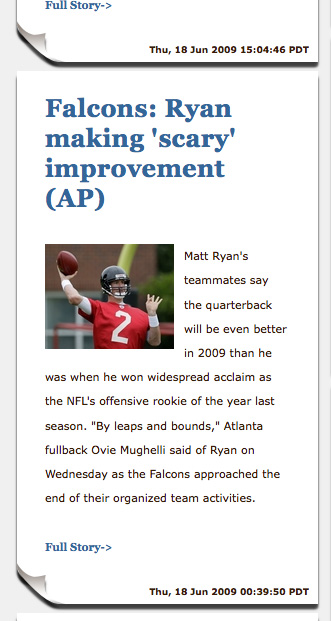 Full Story->
Thu, 18 Jun 2009 15:04:46 PDT
Falcons: Ryan
making 'scary'
improvement
(AP)
2
Matt Ryan's
teammates say
the quarterback
will be even better
in 2009 than he
was when he won widespread acclaim as
the NFL's offensive rookie of the year last
season. "By leaps and bounds," Atlanta
fullback Ovie Mughelli said of Ryan on
Wednesday as the Falcons approached the
end of their organized team activities.
Full Story->
Thu, 18 Jun 2009 00:39:50 PDT